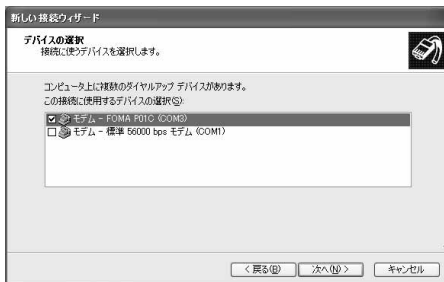 新しい接続ウィザード
デバイスの選択
接続に使うデバイスを選択します。
コンピュータ上に複数のダイヤルアップ デバイスがあります。
この接続に使用するデバイスの選択(S):
モデム - FOMA P01C (COM3)
モデム - 標準 56000 bps モデム (COM1)
< 戻る(B) 次へ(N) > キャンセル